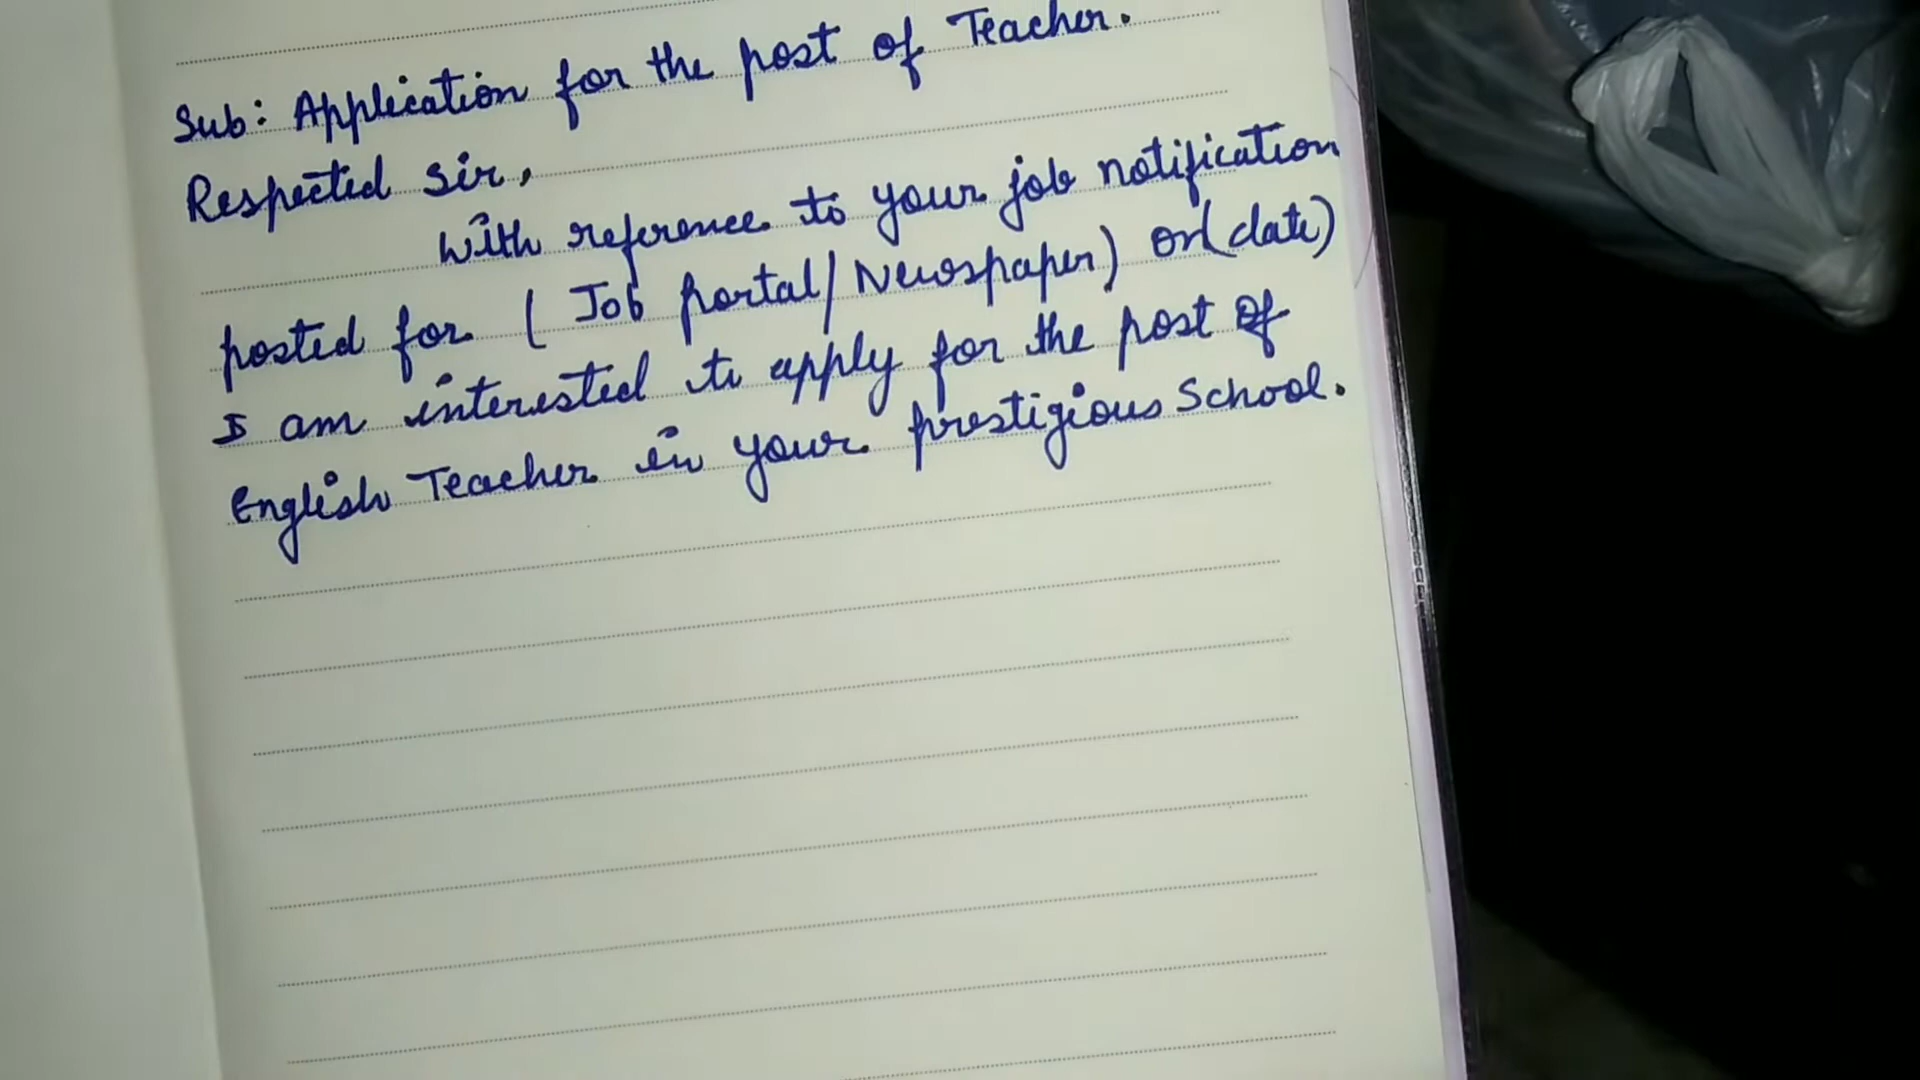 Sub: Application for the post of Teacher.
Respected Sir,
With reference to your job notification
posted for ( Job portal/Newspaper) on (date)
I am interested to apply for the post of
English Teacher in your prestigious School.